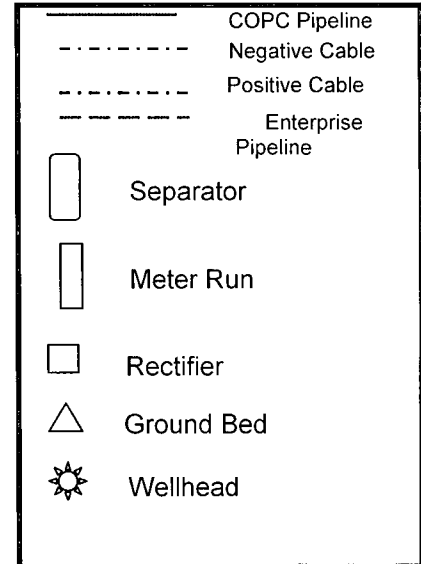 COPC Pipeline
Negative Cable
Positive Cable
Enterprise
Pipeline
Separator
Meter Run
Rectifier
Ground Bed
Wellhead